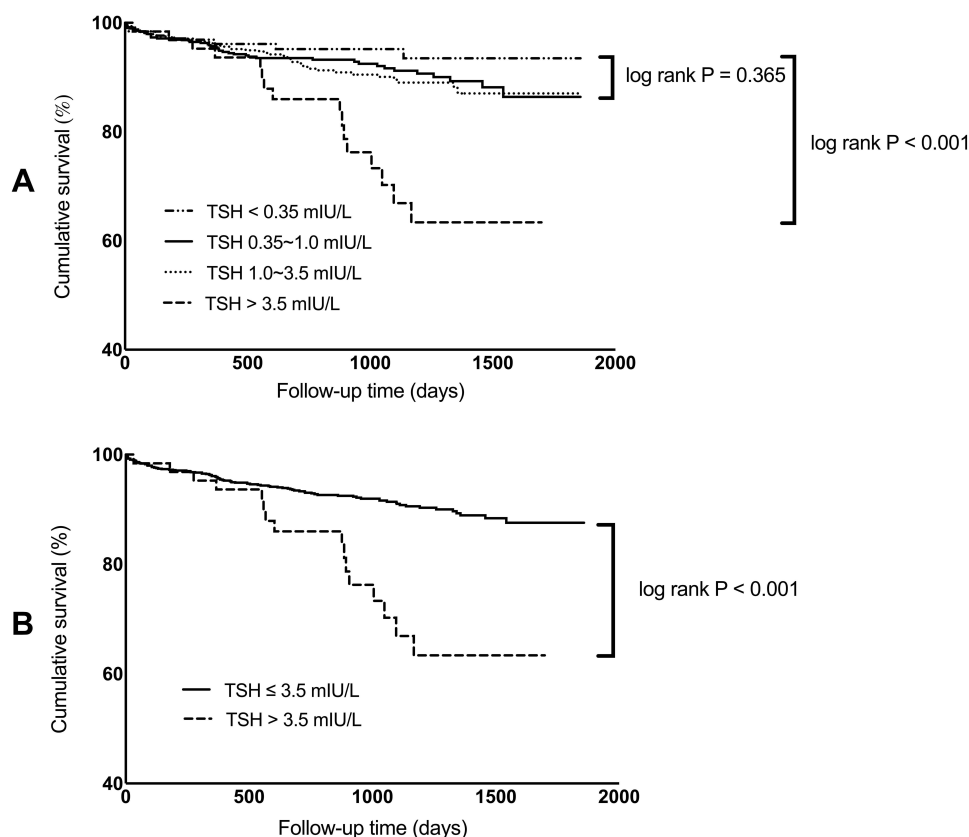 A
Cumulative survival (%)
100
80
60
40
0
500
1000
1500
2000
Follow-up time (days)
TSH < 0.35 mIU/L
TSH 0.35~1.0 mIU/L
TSH 1.0~3.5 mIU/L
TSH > 3.5 mIU/L
log rank P = 0.365
log rank P < 0.001
B
Cumulative survival (%)
100
80
60
40
0
500
1000
1500
2000
Follow-up time (days)
TSH ≤ 3.5 mIU/L
TSH > 3.5 mIU/L
log rank P < 0.001